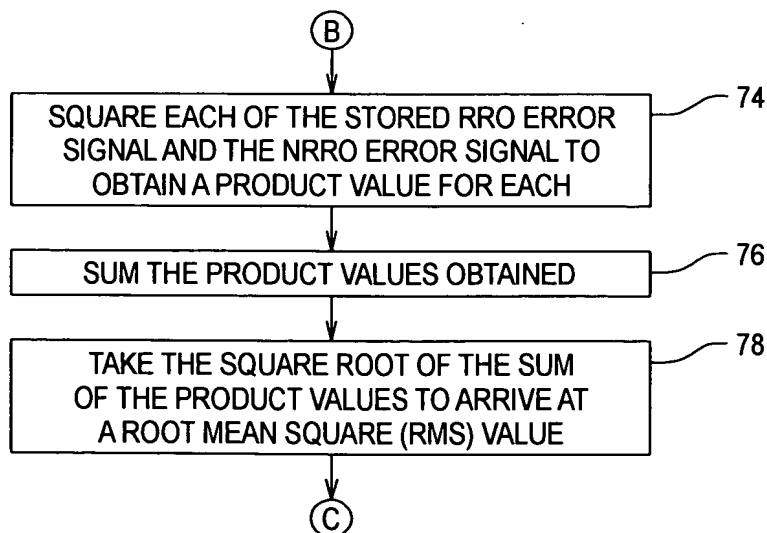 B
SQUARE EACH OF THE STORED RRO ERROR
SIGNAL AND THE NRRO ERROR SIGNAL TO
OBTAIN A PRODUCT VALUE FOR EACH
74
SUM THE PRODUCT VALUES OBTAINED
76
TAKE THE SQUARE ROOT OF THE SUM
OF THE PRODUCT VALUES TO ARRIVE AT
A ROOT MEAN SQUARE (RMS) VALUE
78
C